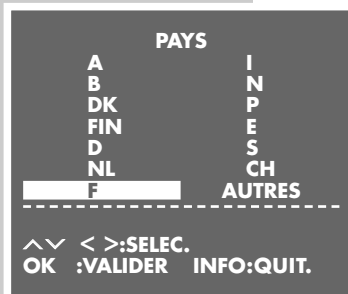 PAYS
A I
B N
DK P
FIN E
D S
NL CH
F AUTRES
< >:SELEC.
OK :VALIDER INFO:QUIT.